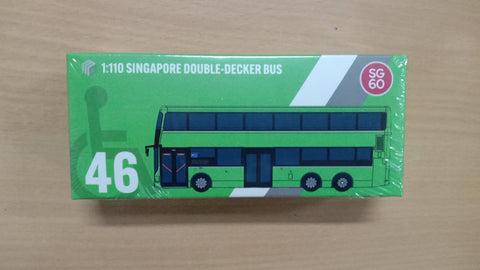 1:110 SINGAPORE DOUBLE-DECKER BUS
SG
60
46